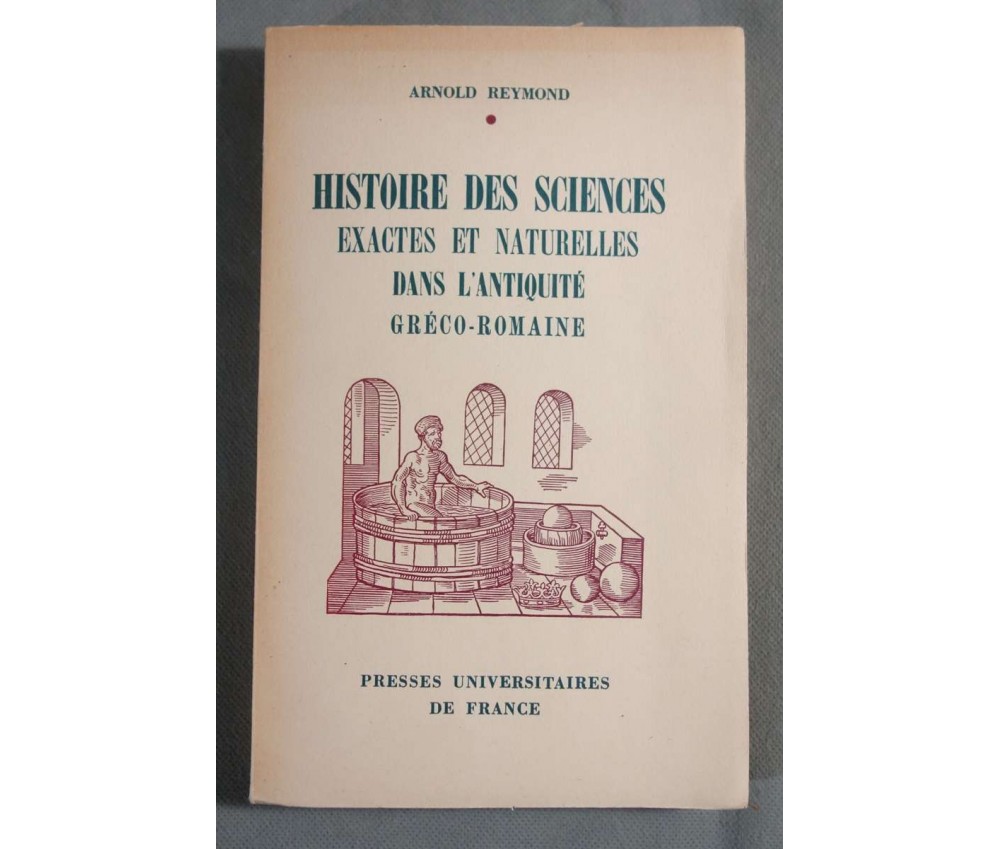 ARNOLD REYMOND
HISTOIRE DES SCIENCES
EXACTES ET NATURELLES
DANS L'ANTIQUITÉ
GRÉCO-ROMAINE
PRESSES UNIVERSITAIRES
DE FRANCE